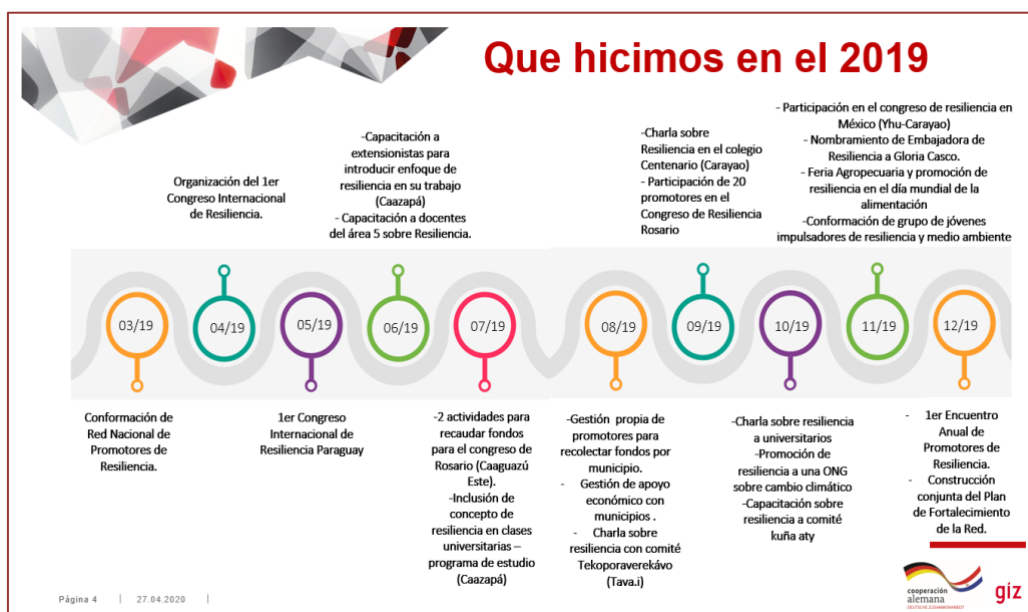 Que hicimos en el 2019
Organización del 1er
Congreso Internacional
de Resiliencia.
-Capacitación a
extensionistas para
introducir enfoque de
resiliencia en su trabajo
(Caazapá)
- Capacitación a docentes
del área 5 sobre Resiliencia.
-Charla sobre
Resiliencia en el colegio
Centenario (Carayao)
- Participación de 20
promotores en el
Congreso de Resiliencia
Rosario
- Participación en el congreso de resiliencia en
México (Yhu-Carayao)
- Nombramiento de Embajadora de
Resiliencia a Gloria Casco.
- Feria Agropecuaria y promoción de
resiliencia en el día mundial de la
alimentación
-Conformación de grupo de jóvenes
impulsadores de resiliencia y medio ambiente
03/19
04/19
05/19
06/19
07/19
08/19
09/19
10/19
11/19
12/19
Conformación de
Red Nacional de
Promotores de
Resiliencia.
1er Congreso
Internacional de
Resiliencia Paraguay
-2 actividades para
recaudar fondos
para el congreso de
Rosario (Caaguazú
Este).
-Inclusión de
concepto de
resiliencia en clases
universitarias –
programa de estudio
(Caazapá)
-Gestión propia de
promotores para
recolectar fondos por
municipio.
- Gestión de apoyo
económico con
municipios .
- Charla sobre
resiliencia con comité
Tekoporaverekávo
(Tava.i)
-Charla sobre resiliencia
a universitarios
-Promoción de
resiliencia a una ONG
sobre cambio climático
-Capacitación sobre
resiliencia a comité
kuña aty
- 1er Encuentro
Anual de
Promotores de
Resiliencia.
- Construcción
conjunta del Plan
de Fortalecimiento
de la Red.
Página 4 | 27.04.2020 |
cooperación
alemana
DEUTSCHE ZUSAMMENARBEIT
giz